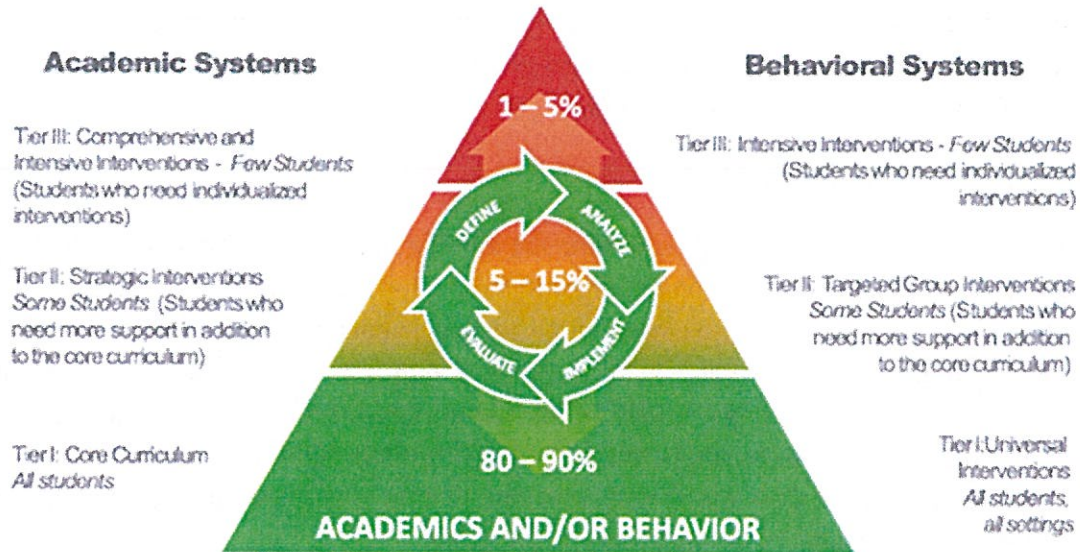 Academic Systems
Tier III: Comprehensive and
Intensive Interventions - Few Students
(Students who need individualized
interventions)
Tier II: Strategic Interventions
Some Students (Students who
need more support in addition
to the core curriculum)
Tier I: Core Curriculum
All students
1 – 5%
DEFINE
ANALYZE
5 – 15%
EVALUATE
IMPLEMENT
80 – 90%
ACADEMICS AND/OR BEHAVIOR
Behavioral Systems
Tier III: Intensive Interventions - Few Students
(Students who need individualized
interventions)
Tier II: Targeted Group Interventions
Some Students (Students who
need more support in addition
to the core curriculum)
Tier I:Universal
Interventions
All students,
all settings